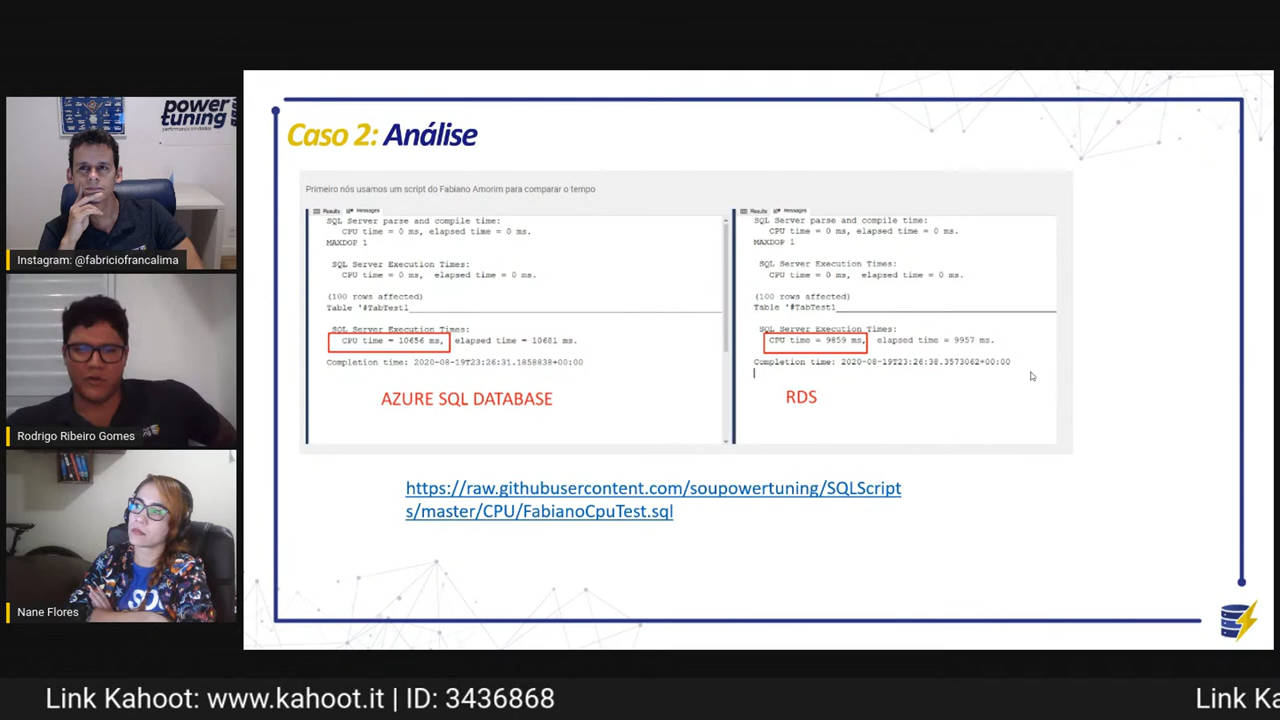 power
tuning
performance sem dados
Instagram: @fabriciofrancalima
Rodrigo Ribeiro Gomes
Nane Flores
Caso 2: Análise
Primeiro nós usamos um script do Fabiano Amorim para comparar o tempo
Results Messages
SQL Server parse and compile time:
CPU time = 0 ms, elapsed time = 0 ms.
MAXDOP 1
SQL Server Execution Times:
CPU time = 0 ms, elapsed time = 0 ms.
(100 rows affected)
Table '#TabTest1
SQL Server Execution Times:
CPU time = 10656 ms, elapsed time = 10681 ms.
Completion time: 2020-08-19T23:26:31.1858838+00:00
AZURE SQL DATABASE
Results Messages
SQL Server parse and compile time:
CPU time = 0 ms, elapsed time = 0 ms.
MAXDOP 1
SQL Server Execution Times:
CPU time = 0 ms, elapsed time = 0 ms.
(100 rows affected)
Table '#TabTest1
SQL Server Execution Times:
CPU time = 9859 ms, elapsed time = 9957 ms.
Completion time: 2020-08-19T23:26:38.3573062+00:00
RDS
https://raw.githubusercontent.com/soupowertuning/SQLScript
s/master/CPU/FabianoCpuTest.sql
Link Kahoot: www.kahoot.it | ID: 3436868
Link Ka